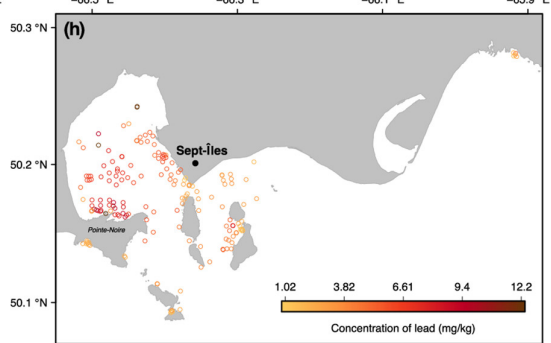 (h)
50.3 °N
50.2 °N
50.1 °N
Sept-Îles
Pointe-Noire
1.02 3.82 6.61 9.4 12.2
Concentration of lead (mg/kg)